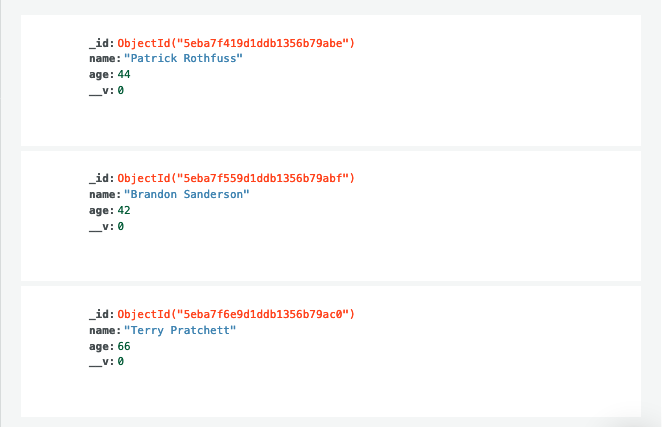 _id: ObjectId("5eba7f419d1ddb1356b79abe")
name: "Patrick Rothfuss"
age: 44
__v: 0
_id: ObjectId("5eba7f559d1ddb1356b79abf")
name: "Brandon Sanderson"
age: 42
__v: 0
_id: ObjectId("5eba7f6e9d1ddb1356b79ac0")
name: "Terry Pratchett"
age: 66
__v: 0